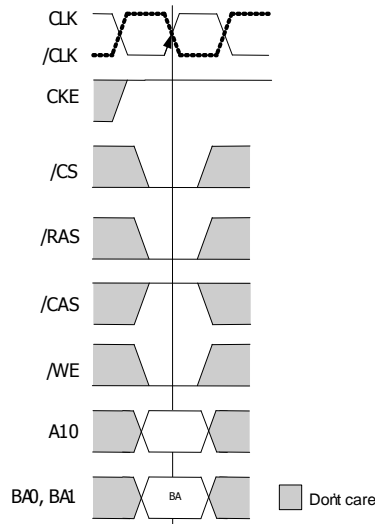 CLK
/CLK
CKE
/CS
/RAS
/CAS
/WE
A10
BA0, BA1
BA
Don't care